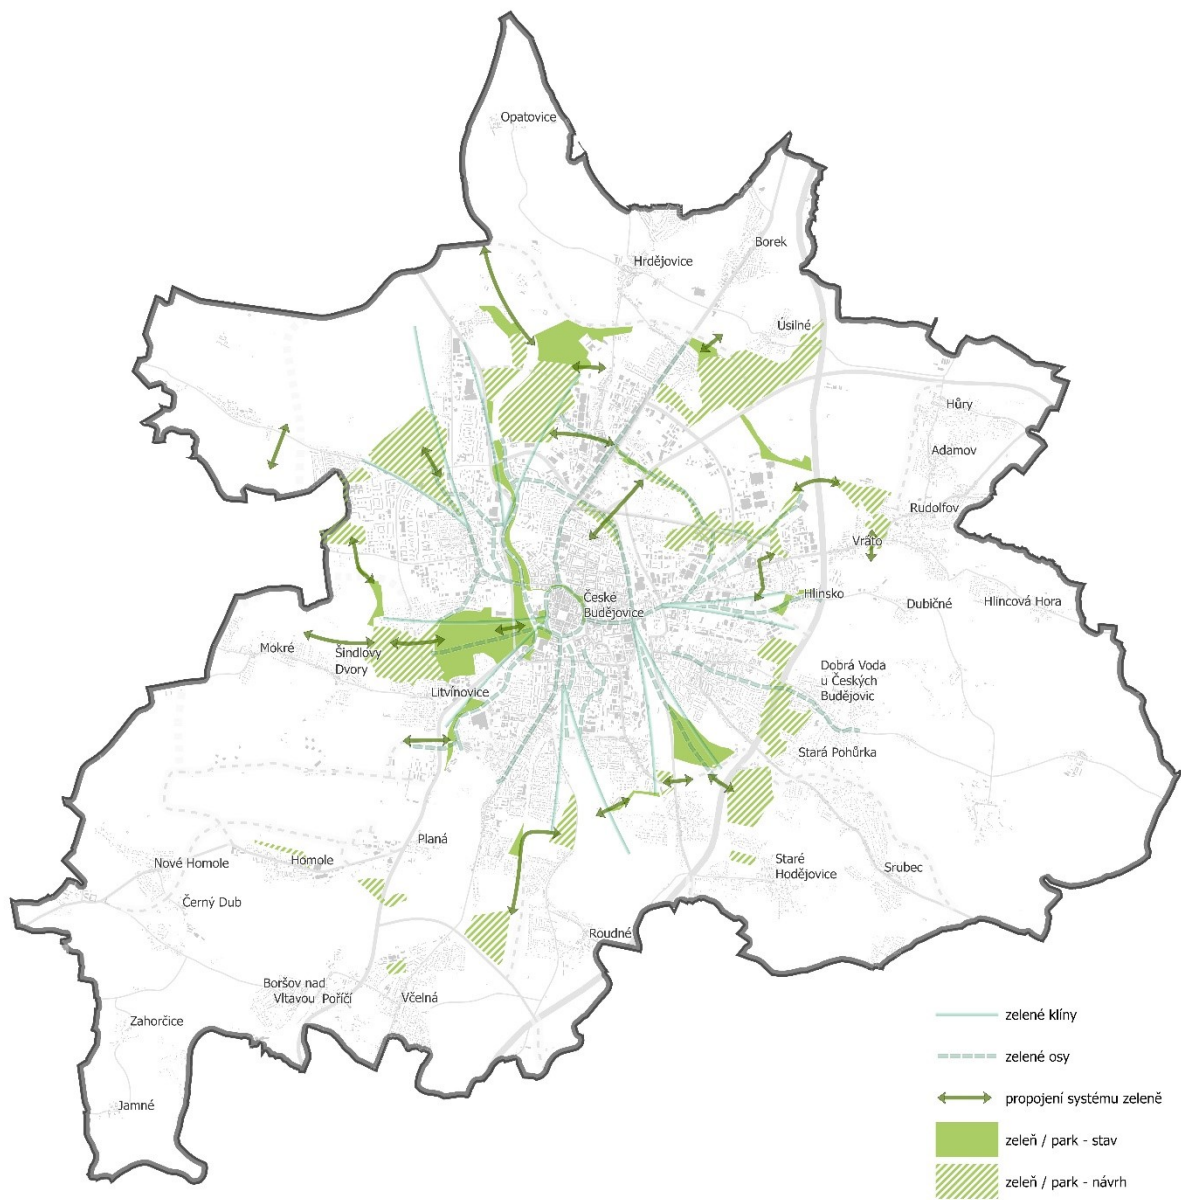 Opatovice
Borek
Hrdějovice
Úsilné
Hůry
Adamov
Rudolfov
Vráto
České
Budějovice
Hlinsko
Dubičné
Hlincová Hora
Mokré
Šindlovy
Dvory
Dobrá Voda
u Českých
Budějovic
Litvínovice
Stará Pohůrka
Planá
Nové Homole
Homole
Staré
Hodějovice
Srubec
Černý Dub
Roudné
Boršov nad
Vltavou Poříčí
Včelná
Zahorčice
Jamné
zelené klíny
zelené osy
propojení systému zeleně
zeleň / park - stav
zeleň / park - návrh